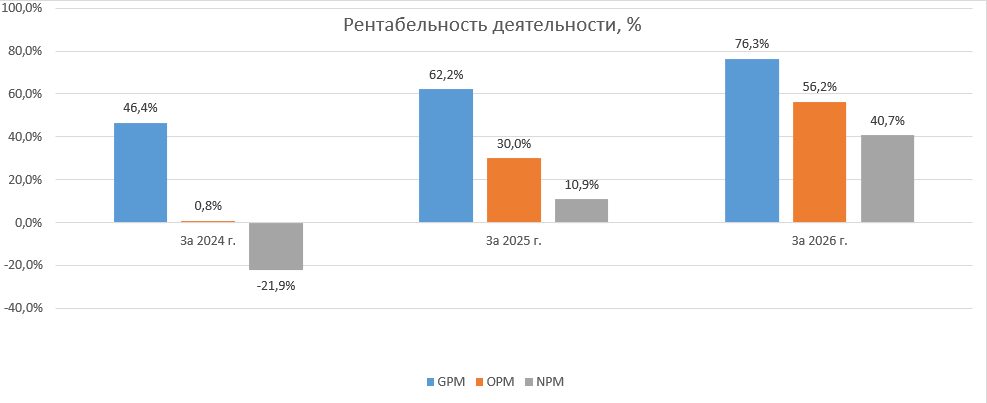 Рентабельность деятельности, %
100,0%
80,0%
60,0%
40,0%
20,0%
0,0%
-20,0%
-40,0%
46,4%
0,8%
-21,9%
62,2%
30,0%
10,9%
76,3%
56,2%
40,7%
За 2024 г.
За 2025 г.
За 2026 г.
GPM
OPM
NPM